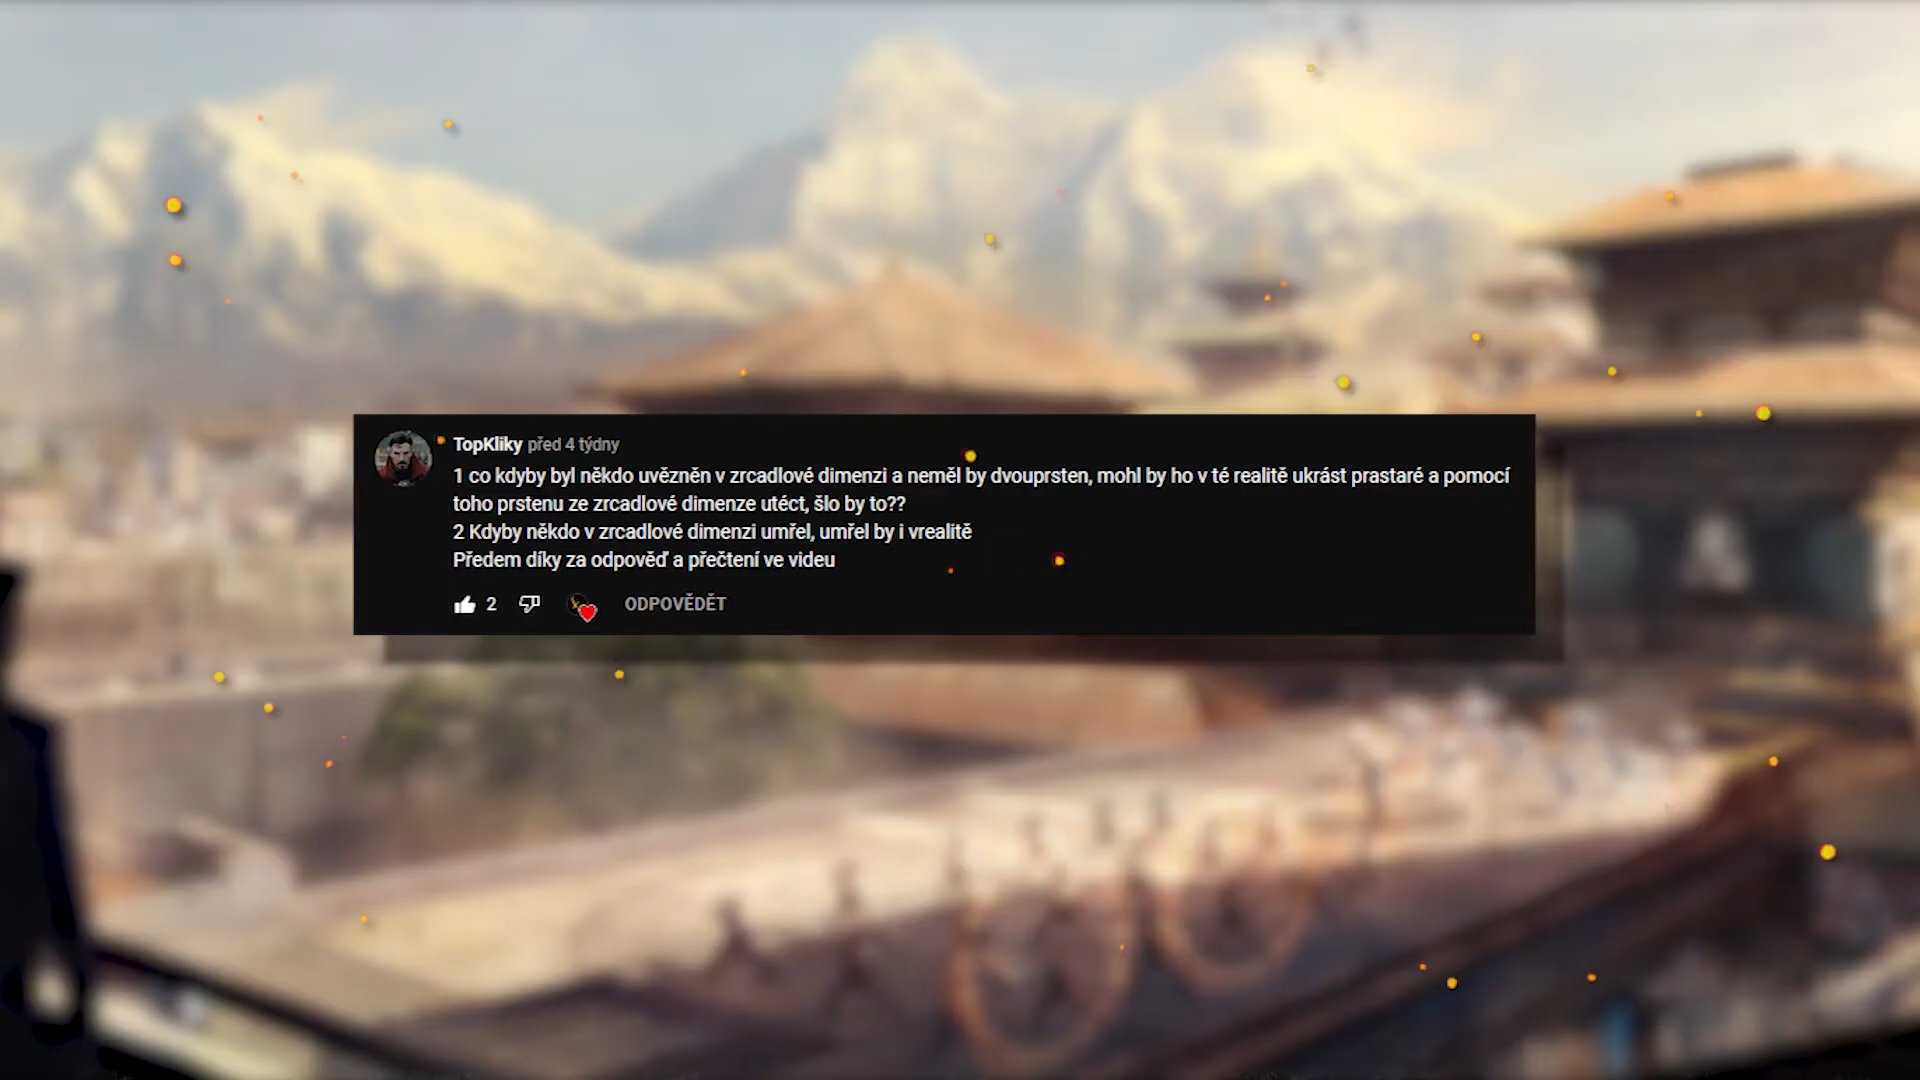 TopKliky před 4 týdny
1 co kdyby byl někdo uvězněn v zrcadlové dimenzi a neměl by dvouprsten, mohl by ho v té realitě ukrást prastaré a pomocí
toho prstenu ze zrcadlové dimenze utéct, šlo by to??
2 Kdyby někdo v zrcadlové dimenzi umřel, umřel by i vrealitě
Předem díky za odpověď a přečtení ve videu
2 ODPOVĚDĚT